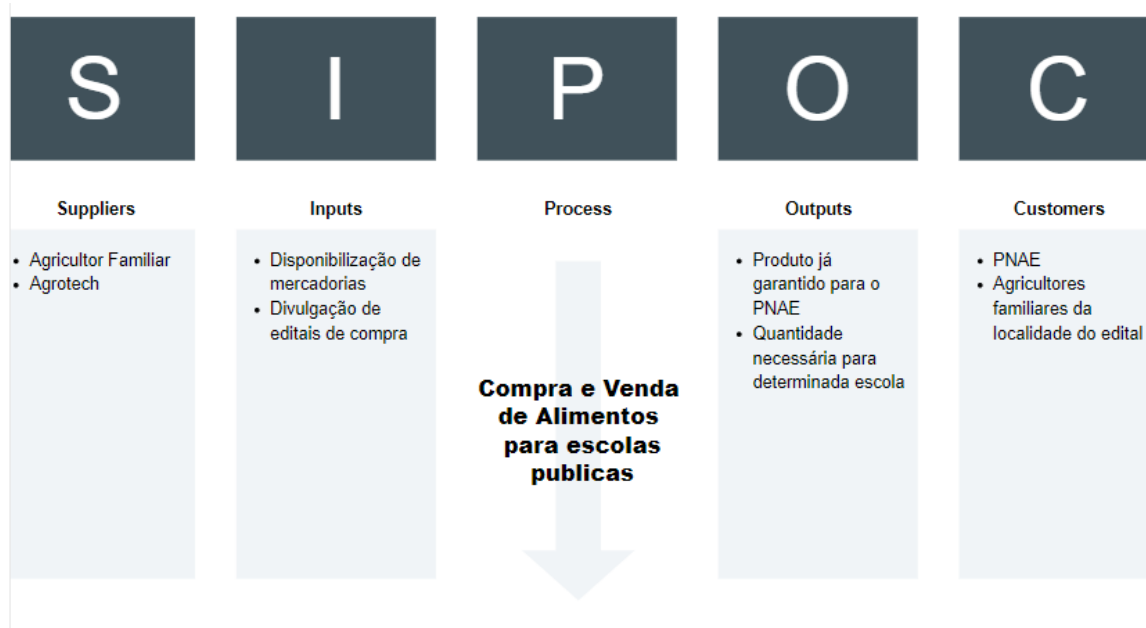 S
I
P
O
C
Suppliers
Inputs
Process
Outputs
Customers
• Agricultor Familiar
• Agrotech
• Disponibilização de
mercadorias
• Divulgação de
editais de compra
Compra e Venda
de Alimentos
para escolas
publicas
• Produto já
garantido para o
PNAE
• Quantidade
necessária para
determinada escola
• PNAE
• Agricultores
familiares da
localidade do edital